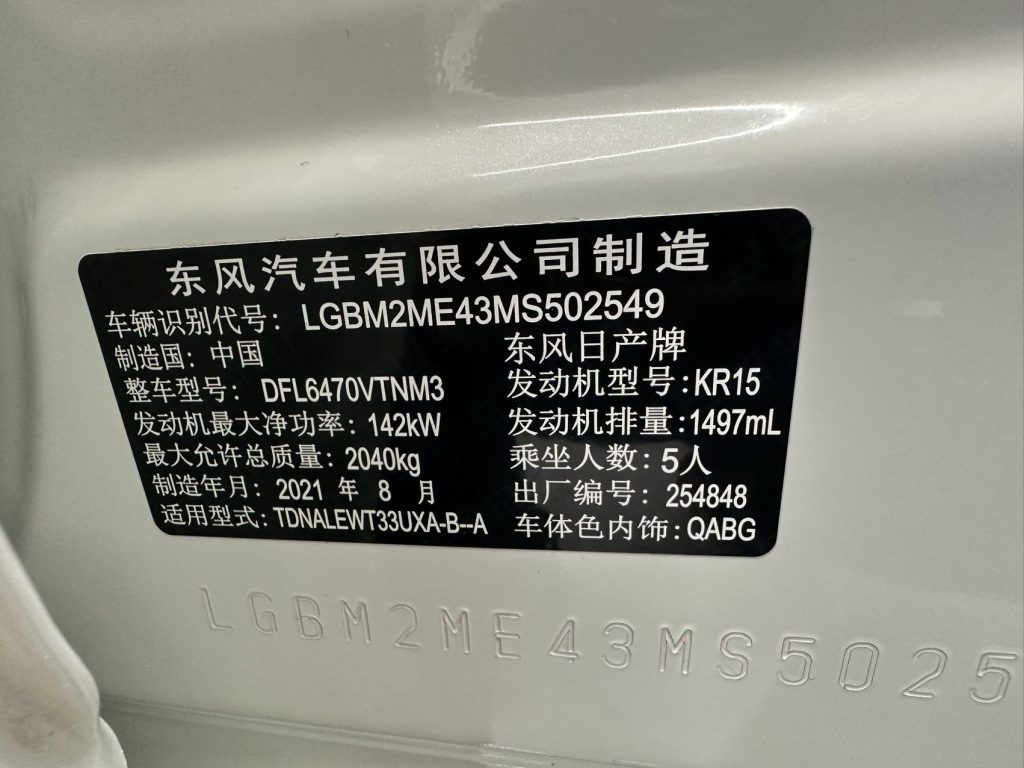 东风汽车有限公司制造
车辆识别代号: LGBM2ME43MS502549
制造国: 中国 东风日产牌
整车型号: DFL6470VTNM3 发动机型号: KR15
发动机最大净功率: 142kW 发动机排量: 1497mL
最大允许总质量: 2040kg 乘坐人数: 5人
制造年月: 2021 年 8 月 出厂编号: 254848
适用型式: TDNALEWT33UXA-B--A 车体色内饰: QABG
LGBM2ME43MS5025